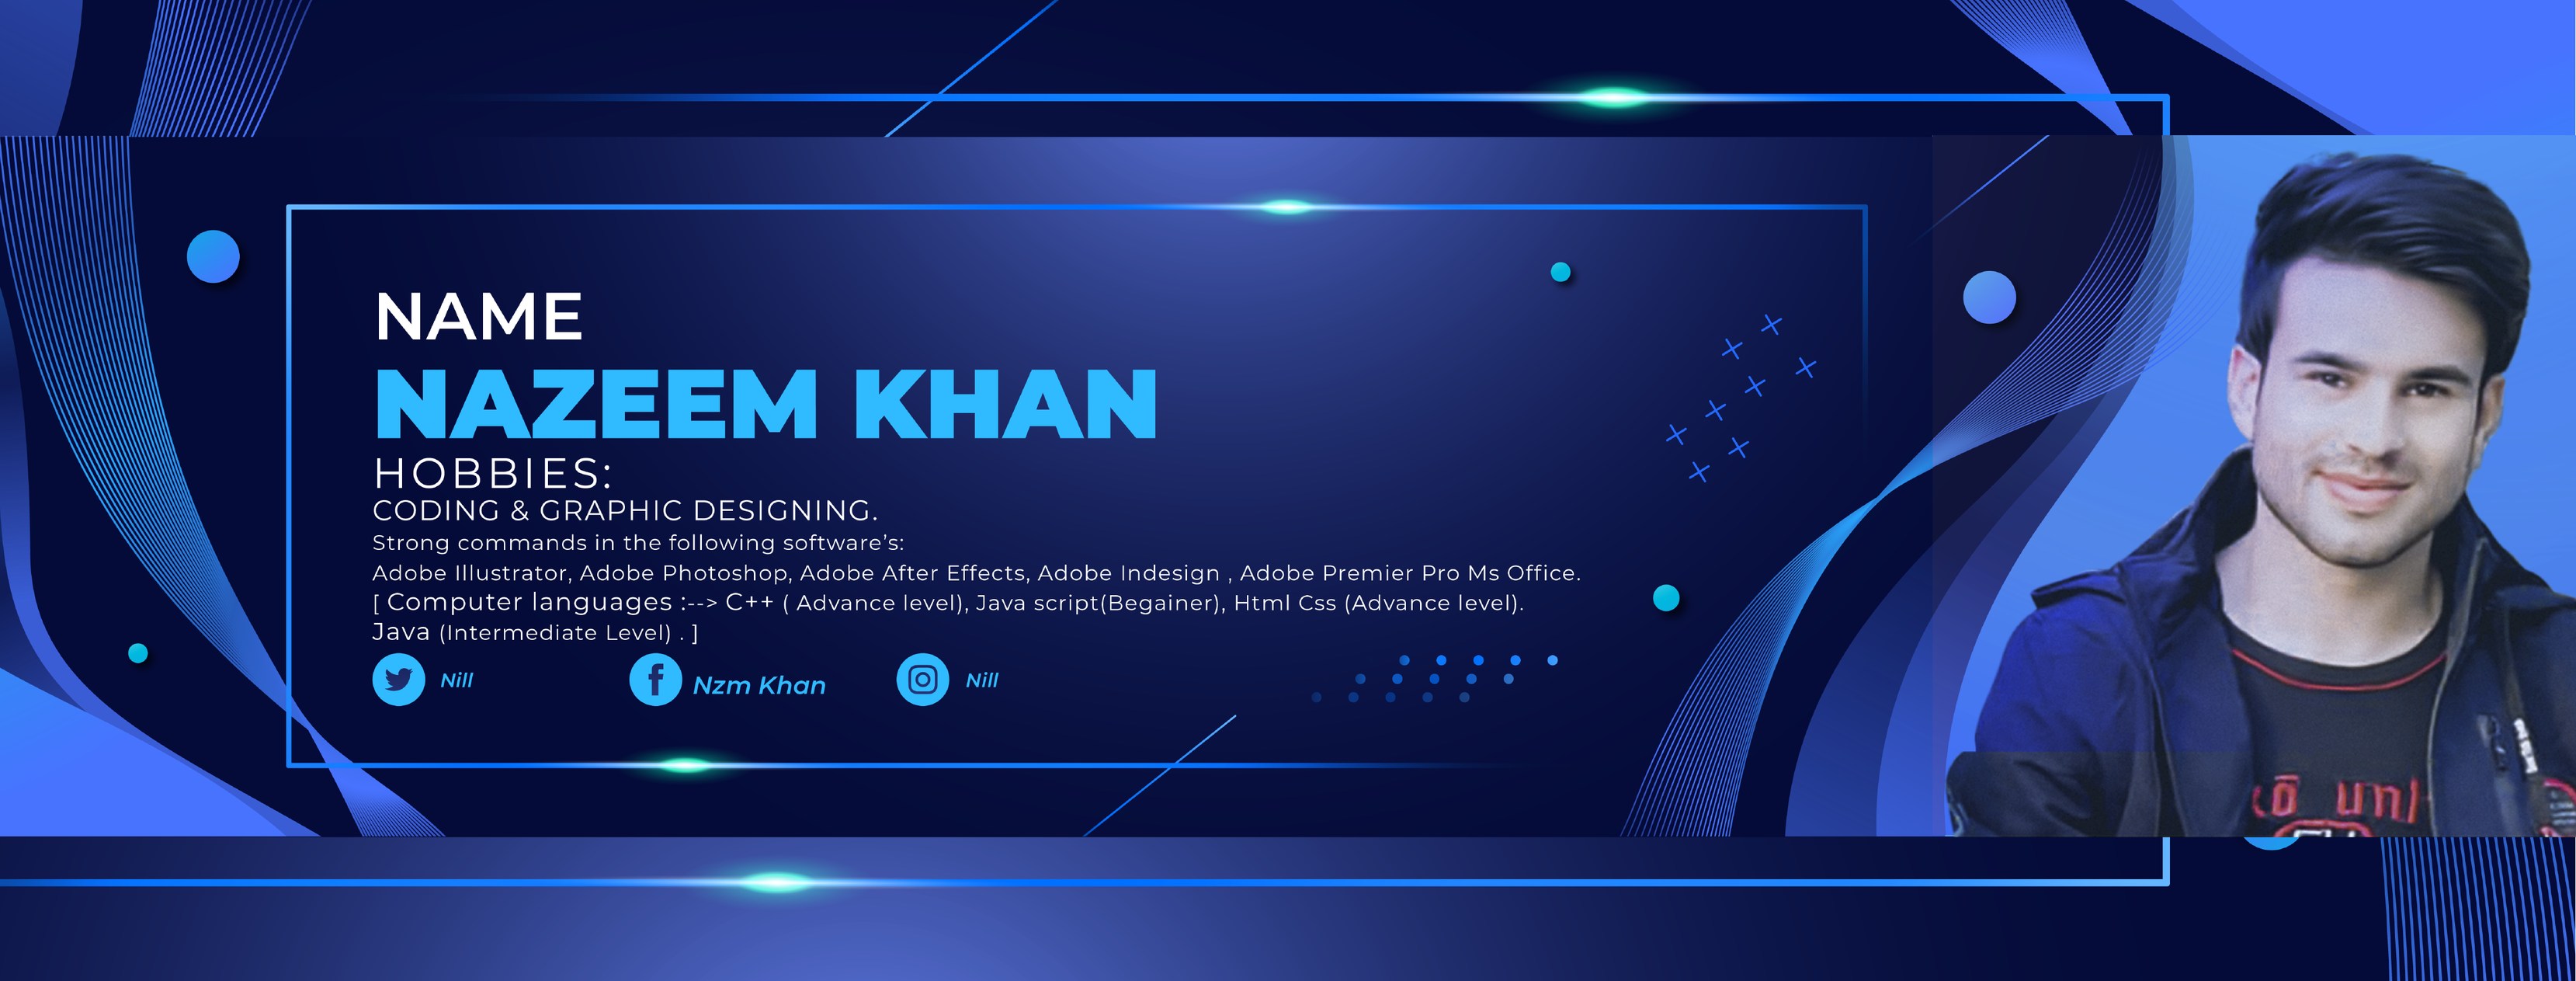 NAME
NAZEEM KHAN
HOBBIES:
CODING & GRAPHIC DESIGNING.
Strong commands in the following software’s:
Adobe Illustrator, Adobe Photoshop, Adobe After Effects, Adobe Indesign , Adobe Premier Pro Ms Office.
[ Computer languages :--> C++ ( Advance level), Java script(Begainer), Html Css (Advance level).
Java (Intermediate Level) . ]
Nill Nzm Khan Nill